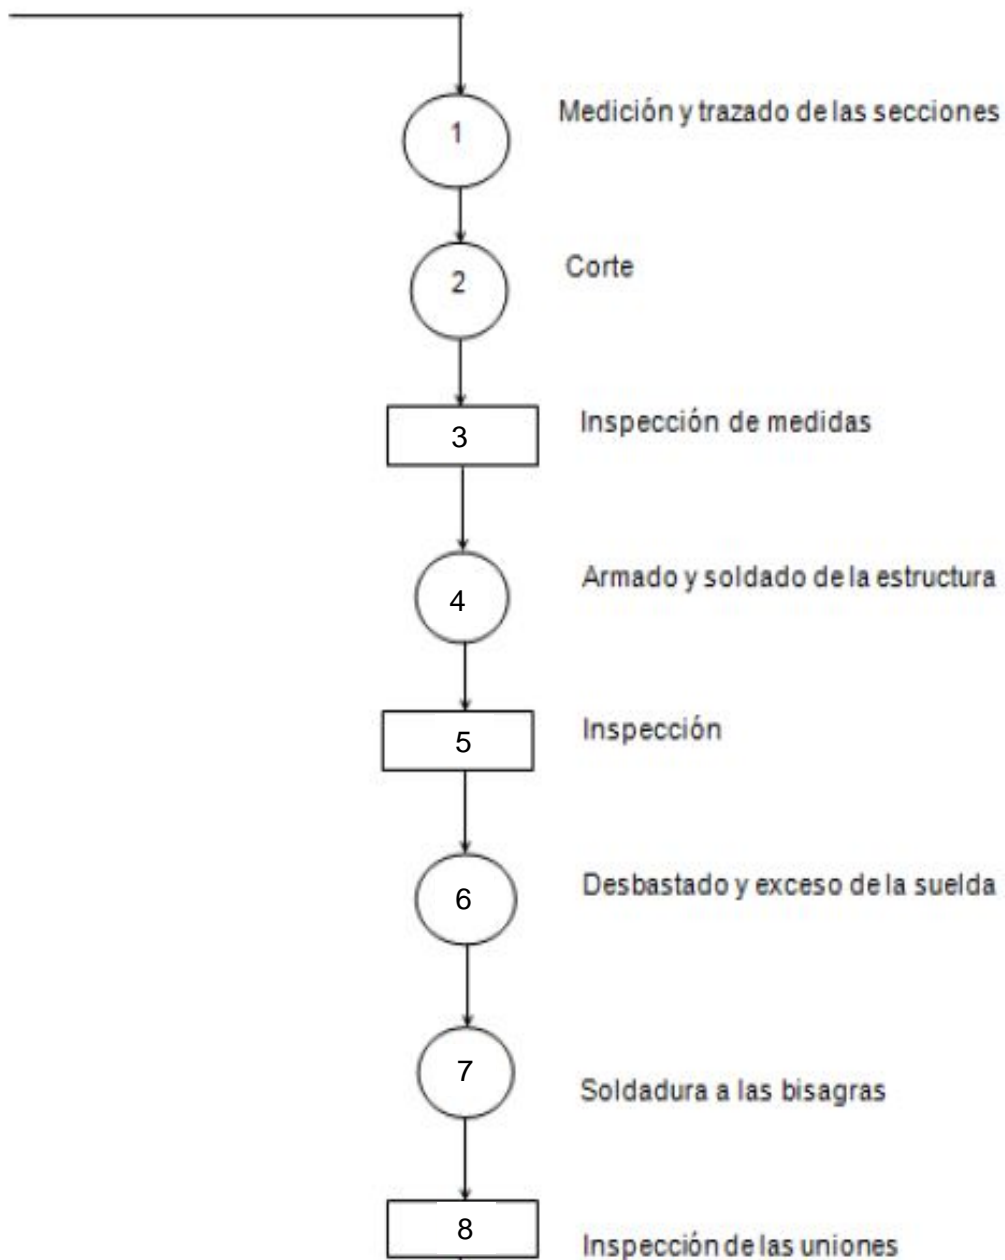 1
Medición y trazado de las secciones
2
Corte
3
Inspección de medidas
4
Armado y soldado de la estructura
5
Inspección
6
Desbastado y exceso de la suelda
7
Soldadura a las bisagras
8
Inspección de las uniones